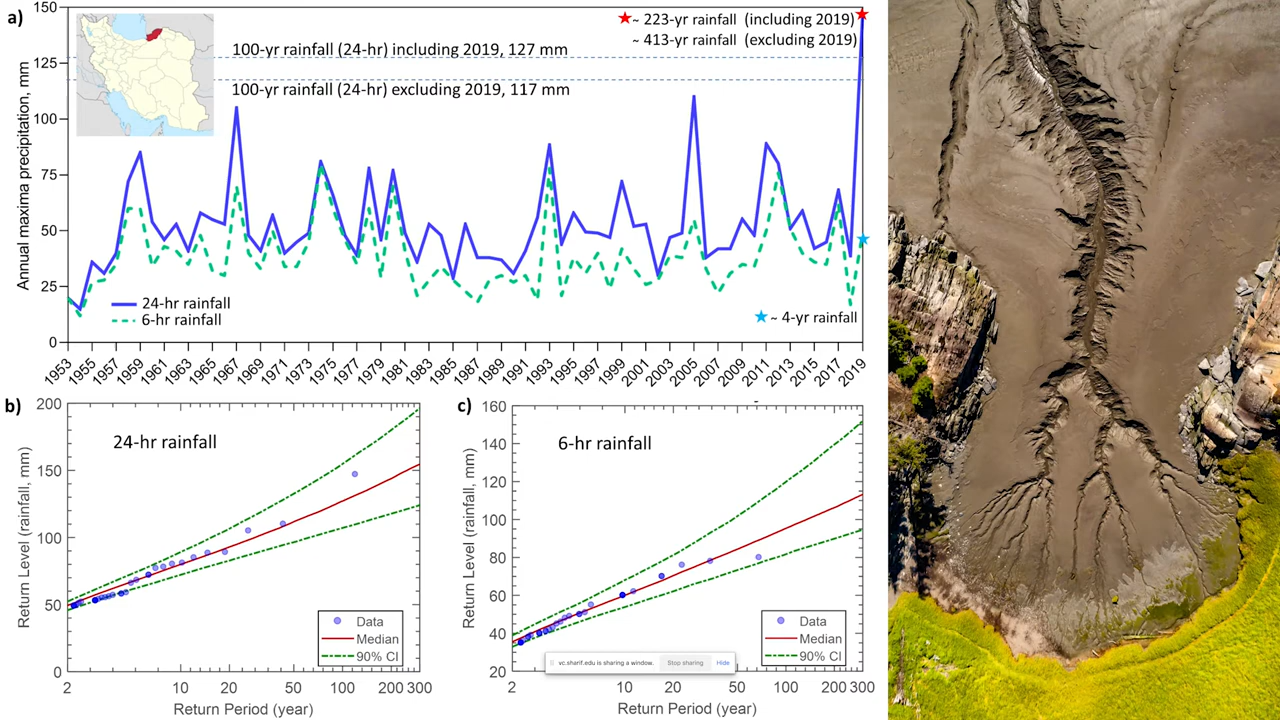 a)
Annual maxima precipitation, mm
150
125
100
75
50
25
0
★~ 223-yr rainfall (including 2019)
~ 413-yr rainfall (excluding 2019)
100-yr rainfall (24-hr) including 2019, 127 mm
100-yr rainfall (24-hr) excluding 2019, 117 mm
24-hr rainfall
6-hr rainfall
★~ 4-yr rainfall
1953 1955 1957 1959 1961 1963 1965 1967 1969 1971 1973 1975 1977 1979 1981 1983 1985 1987 1989 1991 1993 1995 1997 1999 2001 2003 2005 2007 2009 2011 2013 2015 2017 2019
b)
Return Level (rainfall, mm)
200
150
100
50
0
24-hr rainfall
Data
Median
90% CI
2 10 20 50 100 200 300
Return Period (year)
c)
Return Level (rainfall, mm)
160
140
120
100
80
60
40
20
6-hr rainfall
Data
Median
90% CI
vc.sharif.edu is sharing a window. Stop sharing Hide
2 10 20 50 100 200 300
Return Period (year)